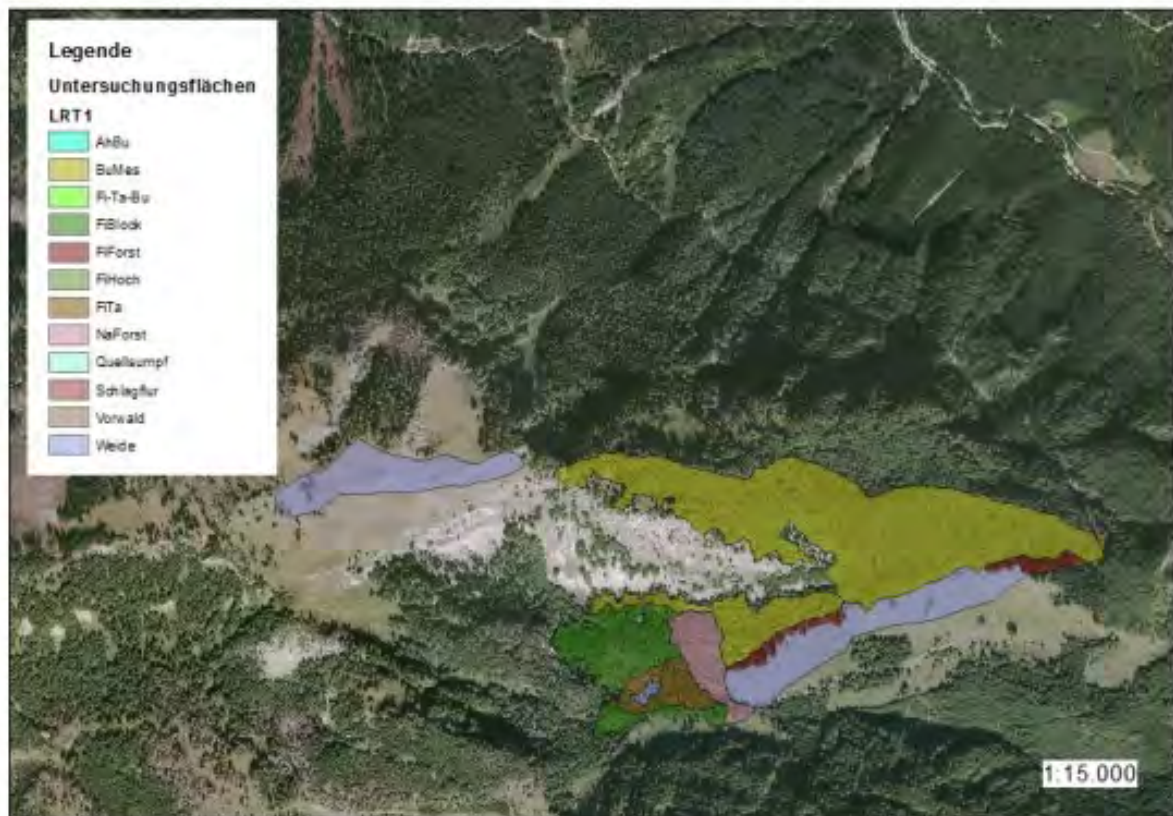 Legende
Untersuchungsflächen
LRT1
AhBu
BuMes
Fi-Ta-Bu
FiBlock
FiForst
FiHoch
FiTa
NaForst
Quellsumpf
Schlagflur
Vorwald
Weide
1:15.000